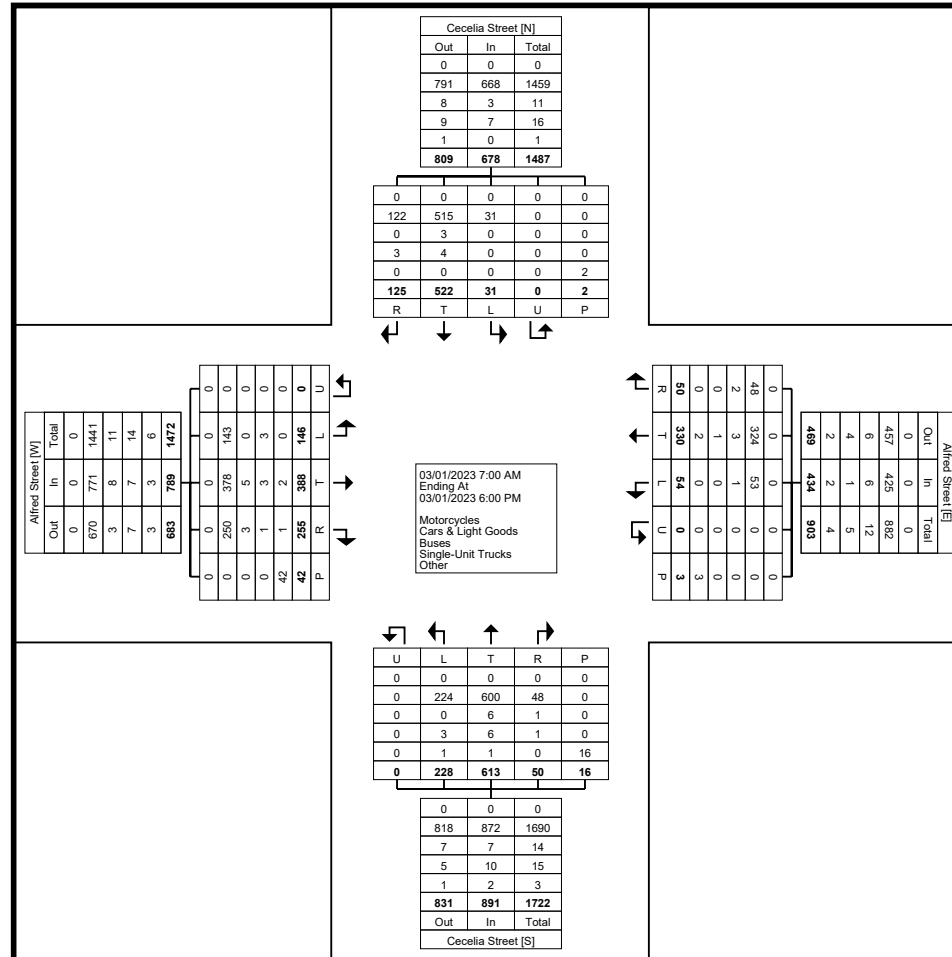 Cecelia Street [N]
Out In Total
0 0 0
791 668 1459
8 3 11
9 7 16
1 0 1
809 678 1487
0 0 0 0 0
122 515 31 0 0
0 3 0 0 0
3 4 0 0 0
0 0 0 0 2
125 522 31 0 2
R T L U P
Alfred Street [W]
Out In Total
0 0 0
670 771 1441
3 8 11
7 7 14
3 3 6
683 789 1472
0 0 0 0 0
0 250 378 143 0
0 3 5 0 0
0 1 3 3 0
42 1 2 0 0
42 255 388 146 0
P R T L U
03/01/2023 7:00 AM
Ending At
03/01/2023 6:00 PM
Motorcycles
Cars & Light Goods
Buses
Single-Unit Trucks
Other
Alfred Street [E]
Out In Total
0 0 0
457 425 882
6 6 12
4 1 5
2 2 4
469 434 903
0 0 0 0 0
48 324 53 0 0
2 3 1 0 0
0 1 0 0 0
0 2 0 0 3
50 330 54 0 3
R T L U P
U L T R P
0 0 0 0 0
0 224 600 48 0
0 0 6 1 0
0 3 6 1 0
0 1 1 0 16
0 228 613 50 16
0 0 0
818 872 1690
7 7 14
5 10 15
1 2 3
831 891 1722
Out In Total
Cecelia Street [S]